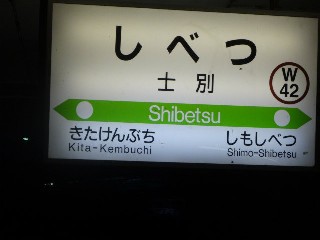 しべつ
士別
W
42
Shibetsu
きたけんぶち
Kita-Kembuchi
しもしべつ
Shimo-Shibetsu